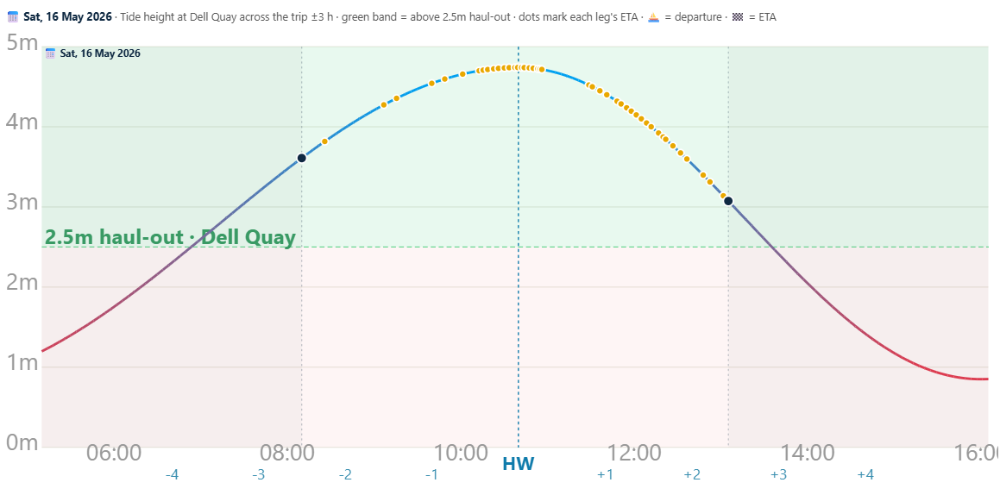 Sat, 16 May 2026 · Tide height at Dell Quay across the trip ±3 h · green band = above 2.5m haul-out · dots mark each leg's ETA · ⛵ = departure · 🏁 = ETA
5m
Sat, 16 May 2026
4m
3m
2.5m haul-out · Dell Quay
2m
1m
0m
06:00 08:00 10:00 12:00 14:00 16:0
-4 -3 -2 -1 HW +1 +2 +3 +4